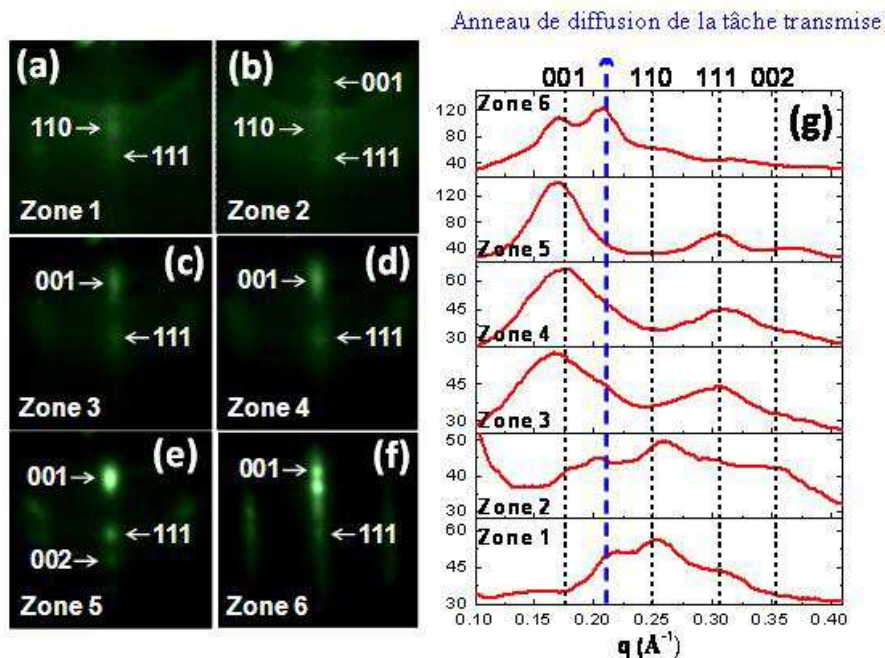 Anneau de diffusion de la tâche transmise
(a)
110→
←111
Zone 1
(b)
←001
110→
←111
Zone 2
(c)
001→
←111
Zone 3
(d)
001→
←111
Zone 4
(e)
001→
←111
002→
Zone 5
(f)
001→
←111
Zone 6
001 110 111 002
(g)
Zone 6
120
80
40
Zone 5
120
80
40
Zone 4
60
45
30
Zone 3
45
30
Zone 2
50
40
30
Zone 1
60
45
30
0.10 0.15 0.20 0.25 0.30 0.35 0.40
q (Å⁻¹)